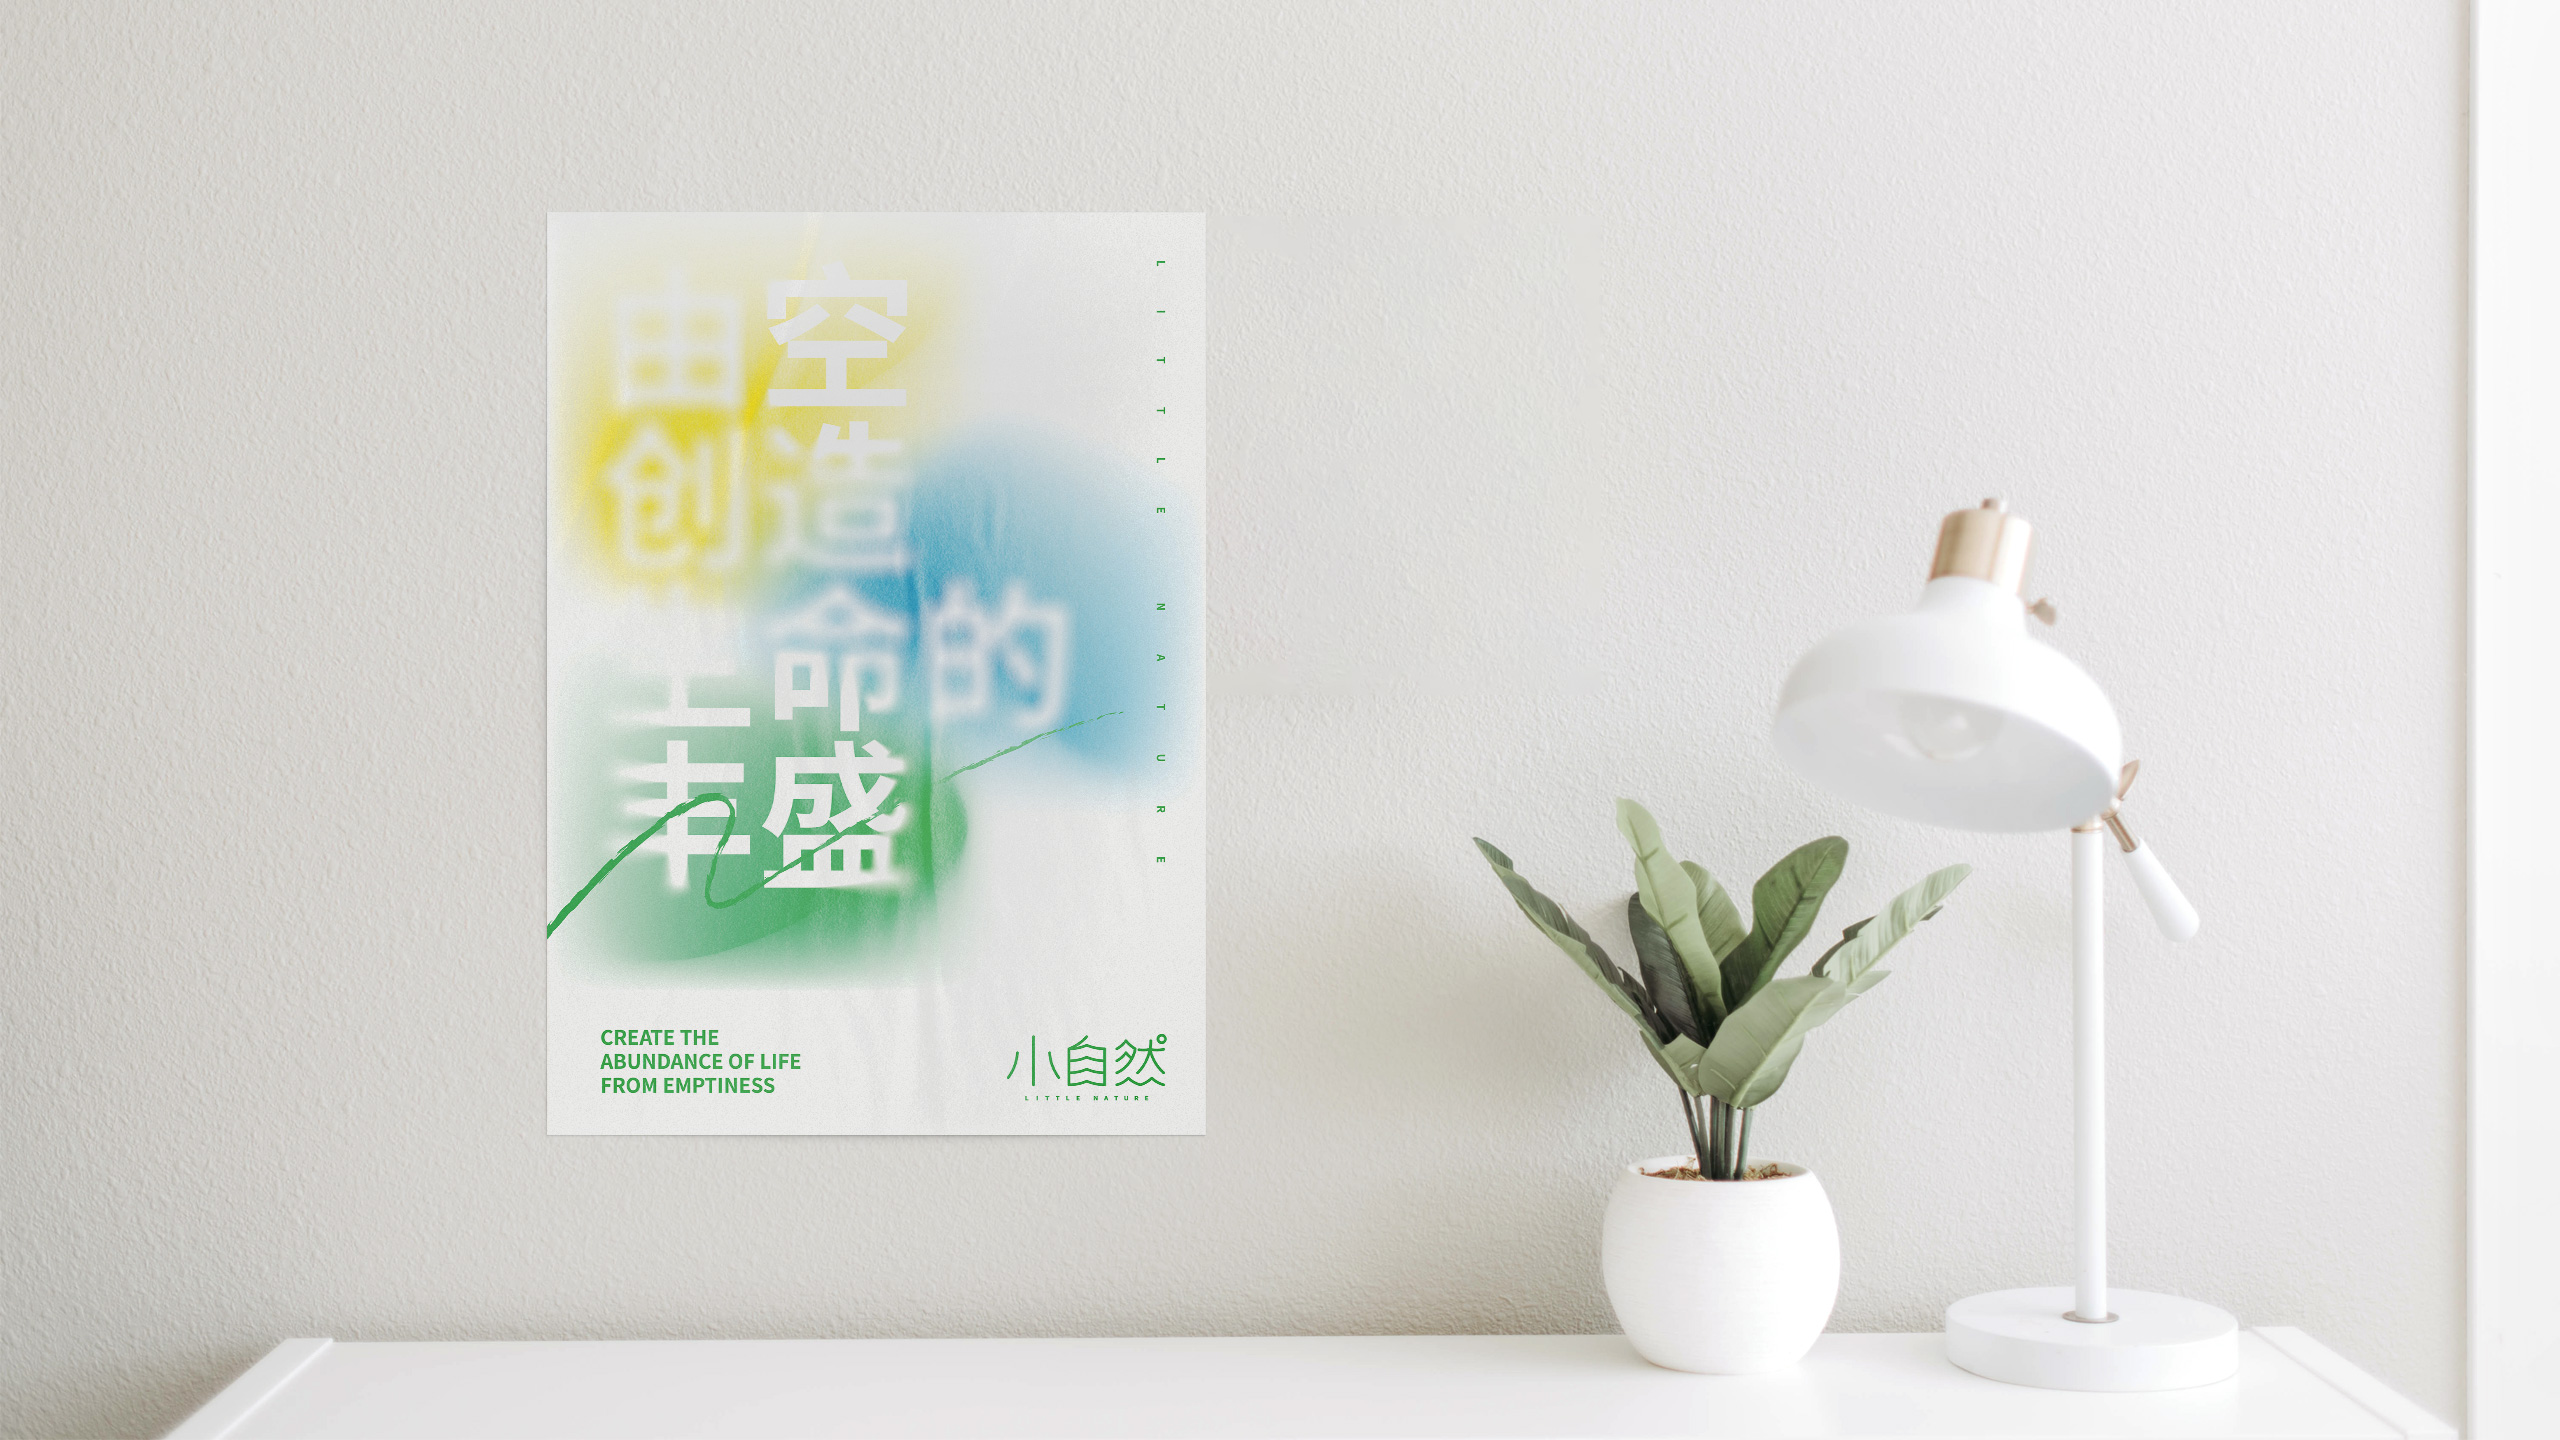 由空
创造
生命的
丰盛
LITTLE NATURE
CREATE THE
ABUNDANCE OF LIFE
FROM EMPTINESS
小自然
LITTLE NATURE